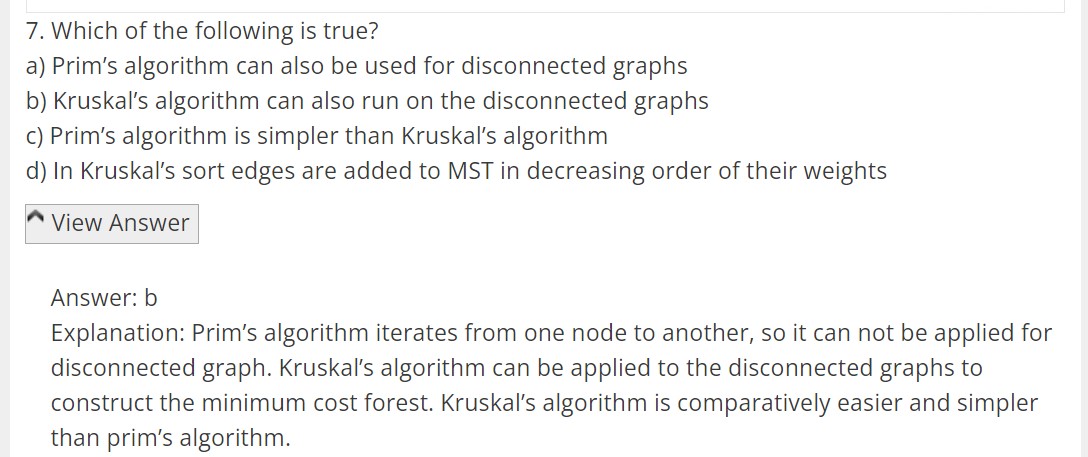 7. Which of the following is true?
a) Prim’s algorithm can also be used for disconnected graphs
b) Kruskal’s algorithm can also run on the disconnected graphs
c) Prim’s algorithm is simpler than Kruskal’s algorithm
d) In Kruskal’s sort edges are added to MST in decreasing order of their weights
View Answer
Answer: b
Explanation: Prim’s algorithm iterates from one node to another, so it can not be applied for
disconnected graph. Kruskal’s algorithm can be applied to the disconnected graphs to
construct the minimum cost forest. Kruskal’s algorithm is comparatively easier and simpler
than prim’s algorithm.